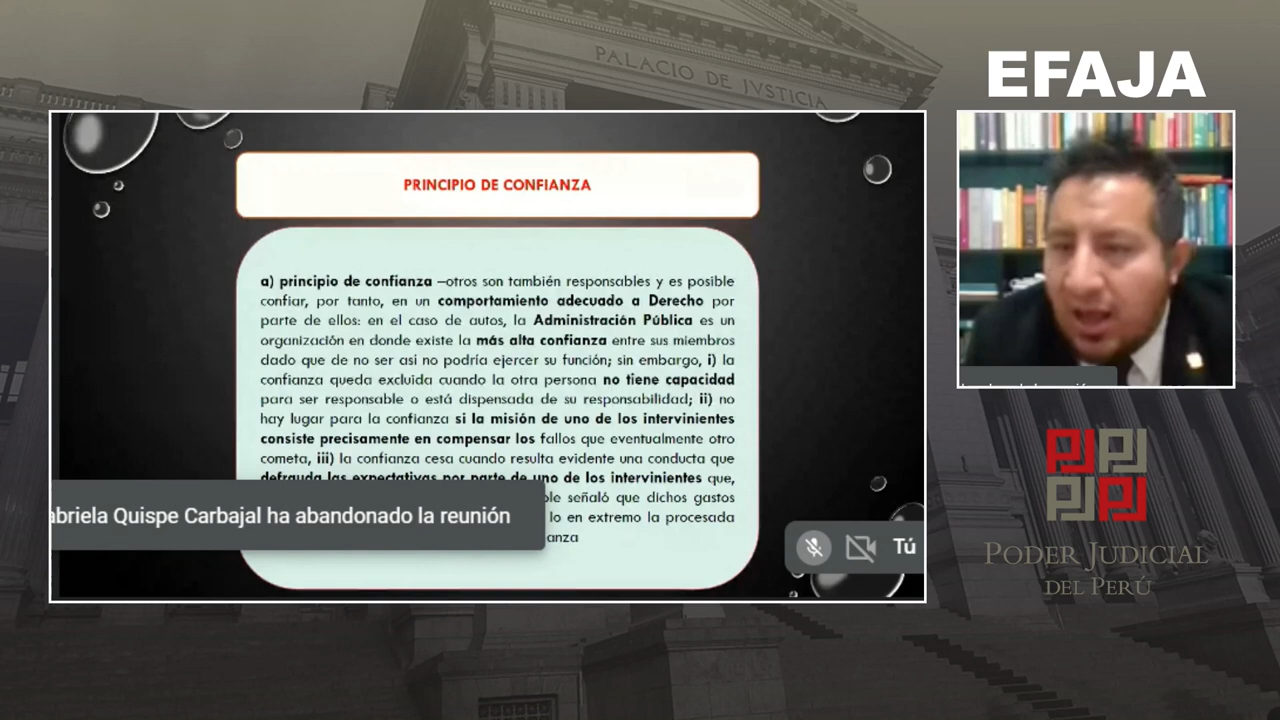 PALACIO DE JVSTICIA
EFAJA
PRINCIPIO DE CONFIANZA
a) principio de confianza –otros son también responsables y es posible
confiar, por tanto, en un comportamiento adecuado a Derecho por
parte de ellos: en el caso de autos, la Administración Pública es un
organización en donde existe la más alta confianza entre sus miembros
dado que de no ser asi no podría ejercer su función; sin embargo, i) la
confianza queda excluida cuando la otra persona no tiene capacidad
para ser responsable o está dispensada de su responsabilidad; ii) no
hay lugar para la confianza si la misión de uno de los intervinientes
consiste precisamente en compensar los fallos que eventualmente otro
cometa, iii) la confianza cesa cuando resulta evidente una conducta que
defrauda las expectativas por parte de uno de los intervinientes que,
ble señaló que dichos gastos
lo en extremo la procesada
anza
abriela Quispe Carbajal ha abandonado la reunión
Tú
PODER JUDICIAL
DEL PERÚ